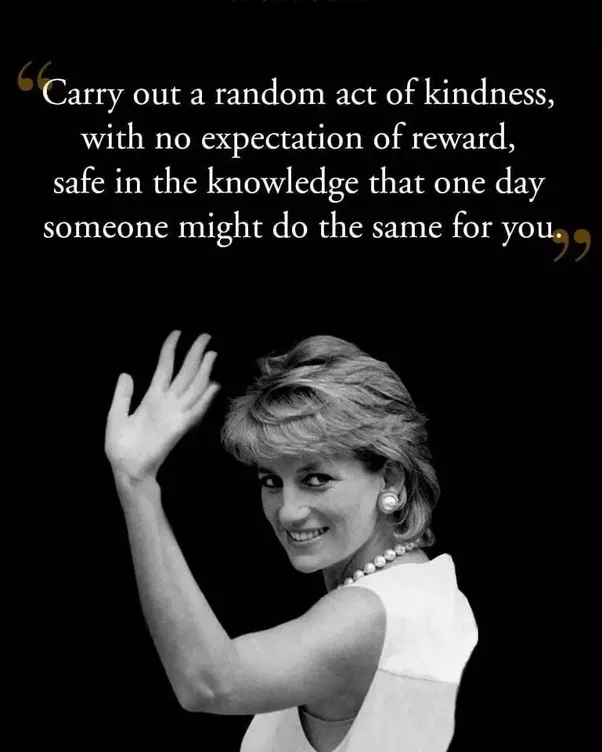 “Carry out a random act of kindness,
with no expectation of reward,
safe in the knowledge that one day
someone might do the same for you.”